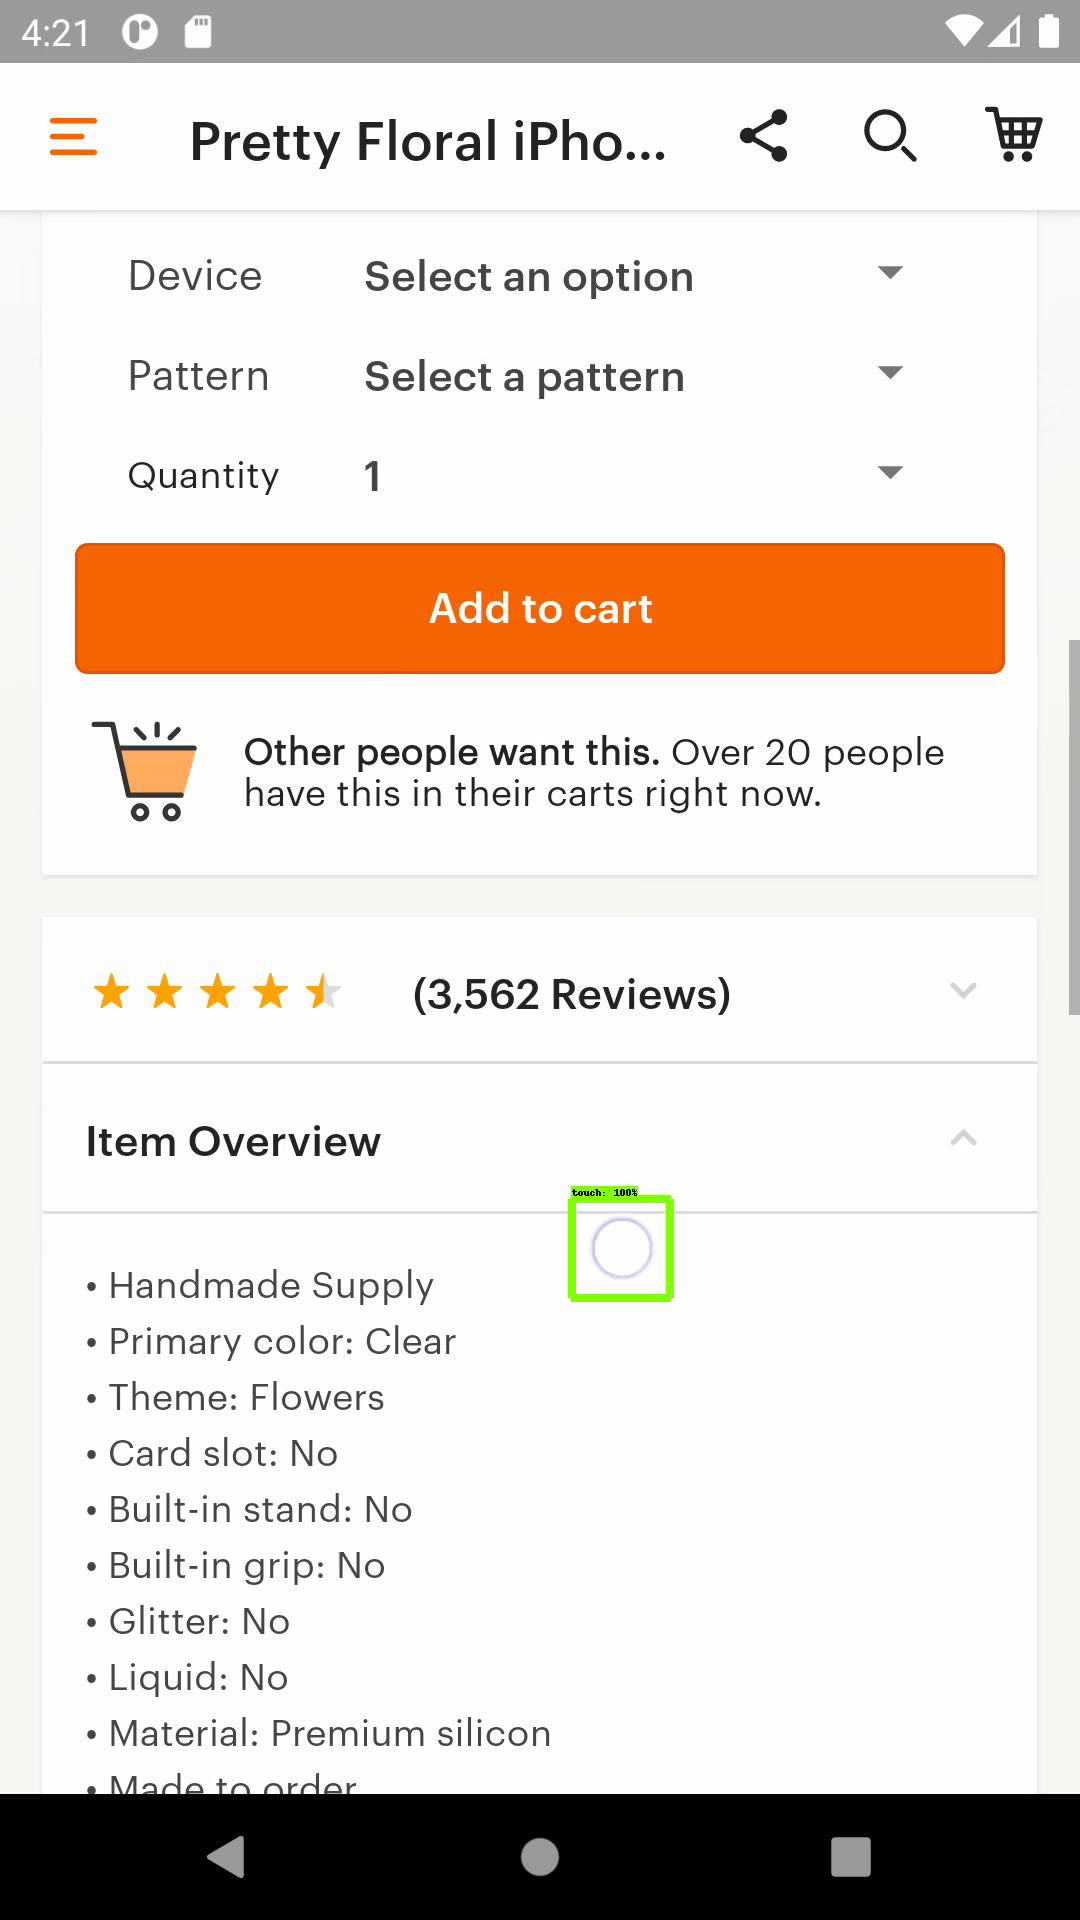 4:21
Pretty Floral iPho...
Device Select an option
Pattern Select a pattern
Quantity 1
Add to cart
Other people want this. Over 20 people
have this in their carts right now.
(3,562 Reviews)
Item Overview
touch: 100%
• Handmade Supply
• Primary color: Clear
• Theme: Flowers
• Card slot: No
• Built-in stand: No
• Built-in grip: No
• Glitter: No
• Liquid: No
• Material: Premium silicon
• Made to order